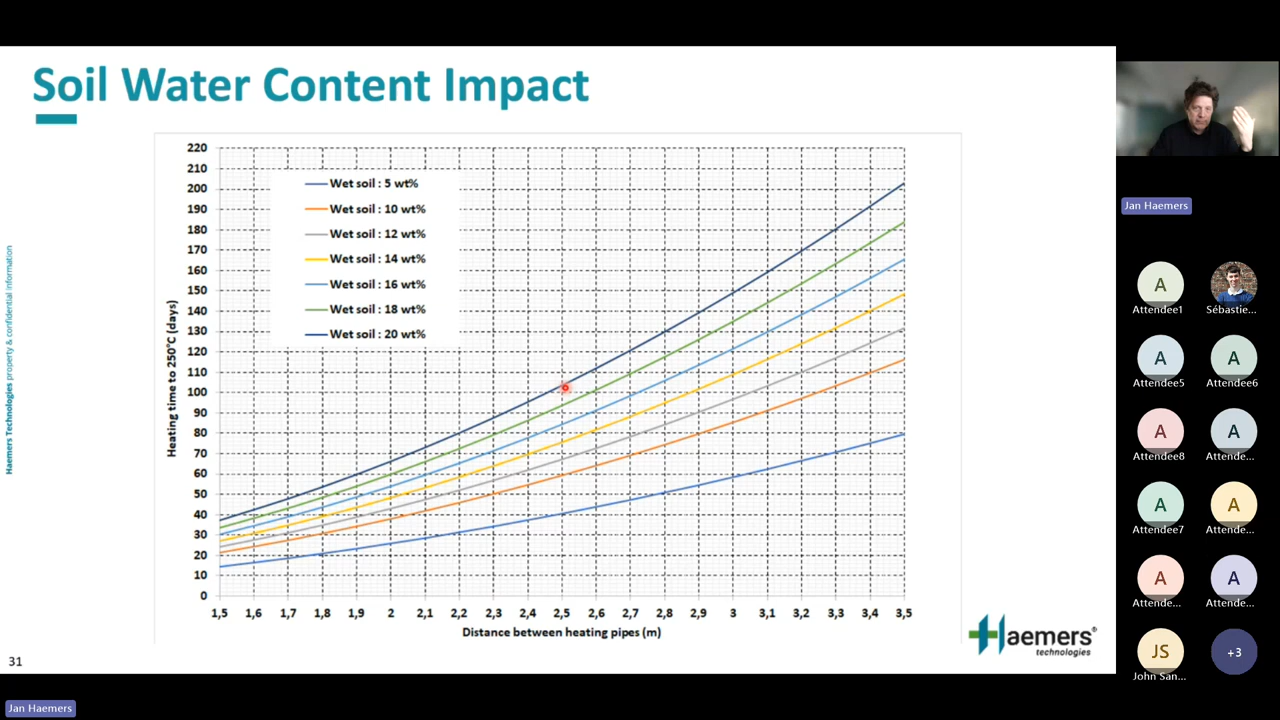 Soil Water Content Impact
Haemers Technologies property & confidential information
Heating time to 250°C (days)
220
210
200
190
180
170
160
150
140
130
120
110
100
90
80
70
60
50
40
30
20
10
0
Wet soil : 5 wt%
Wet soil : 10 wt%
Wet soil : 12 wt%
Wet soil : 14 wt%
Wet soil : 16 wt%
Wet soil : 18 wt%
Wet soil : 20 wt%
1,5 1,6 1,7 1,8 1,9 2 2,1 2,2 2,3 2,4 2,5 2,6 2,7 2,8 2,9 3 3,1 3,2 3,3 3,4 3,5
Distance between heating pipes (m)
Haemers®
technologies
31
Jan Haemers
Jan Haemers
A
Attendee1
Sébastie...
A
Attendee5
A
Attendee6
A
Attendee8
A
Attende...
A
Attendee7
A
Attende...
A
Attende...
A
Attende...
JS
John San...
+3